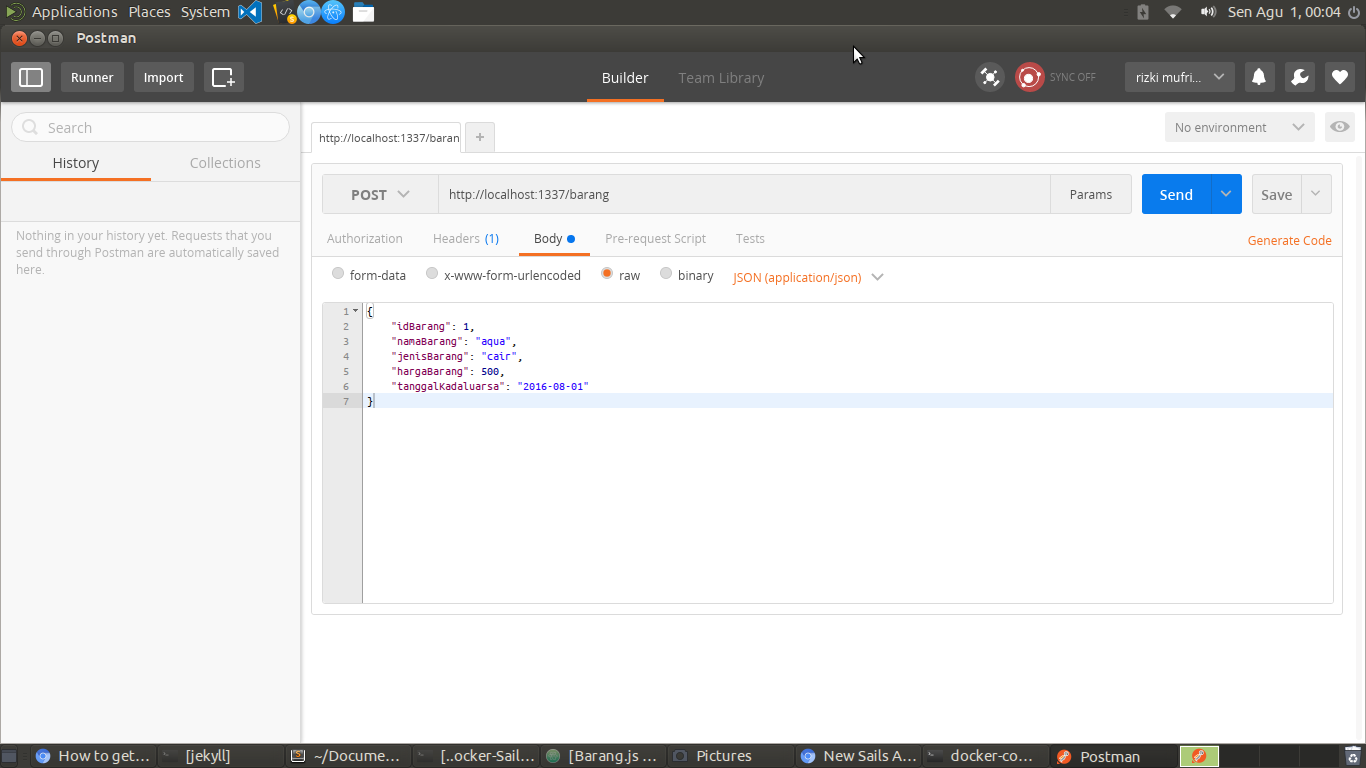 Applications Places System Sen Agu 1, 00:04
Postman
Runner Import Builder Team Library SYNC OFF rizki mufri...
Search
History Collections
Nothing in your history yet. Requests that you
send through Postman are automatically saved
here.
http://localhost:1337/baran + No environment
POST http://localhost:1337/barang Params Send Save
Authorization Headers (1) Body Pre-request Script Tests Generate Code
form-data x-www-form-urlencoded raw binary JSON (application/json)
1 {
2 "idBarang": 1,
3 "namaBarang": "aqua",
4 "jenisBarang": "cair",
5 "hargaBarang": 500,
6 "tanggalKadaluarsa": "2016-08-01"
7 }
How to get... [jekyll] ~/Docume... [..ocker-Sail... [Barang.js ... Pictures New Sails A... docker-co... Postman